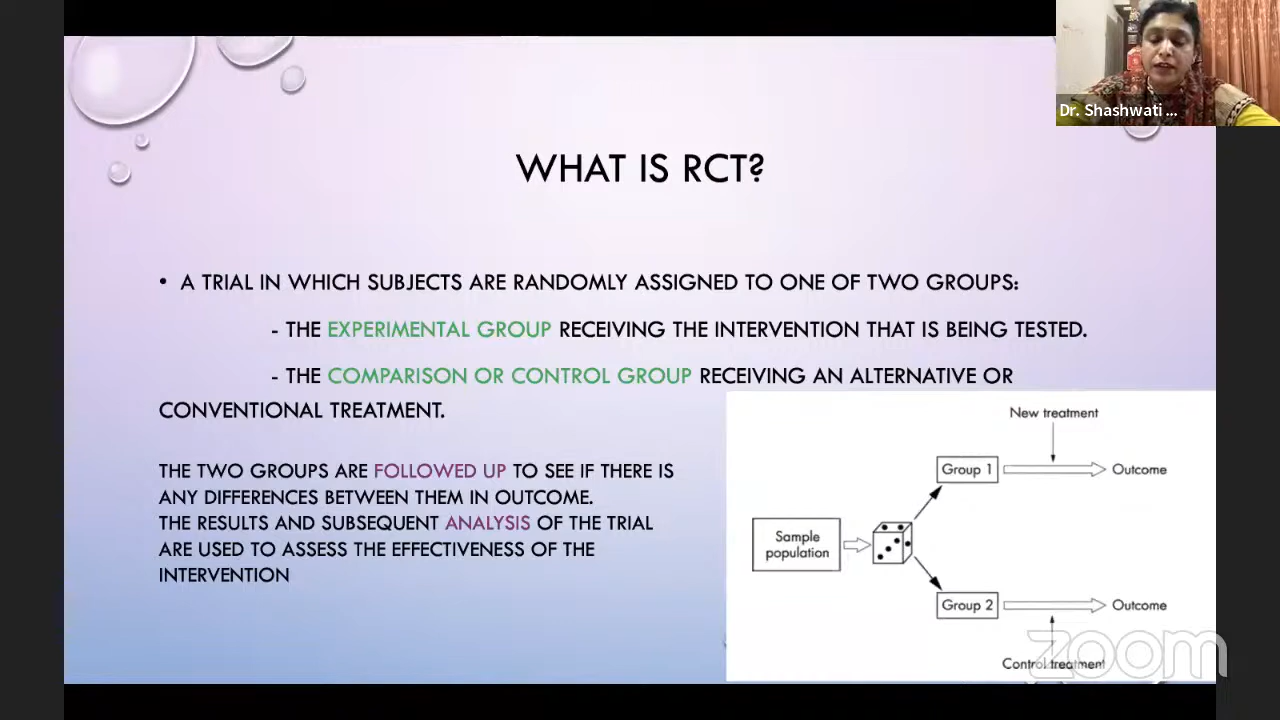 Dr. Shashwati ...
WHAT IS RCT?
• A TRIAL IN WHICH SUBJECTS ARE RANDOMLY ASSIGNED TO ONE OF TWO GROUPS:
- THE EXPERIMENTAL GROUP RECEIVING THE INTERVENTION THAT IS BEING TESTED.
- THE COMPARISON OR CONTROL GROUP RECEIVING AN ALTERNATIVE OR
CONVENTIONAL TREATMENT.
THE TWO GROUPS ARE FOLLOWED UP TO SEE IF THERE IS
ANY DIFFERENCES BETWEEN THEM IN OUTCOME.
THE RESULTS AND SUBSEQUENT ANALYSIS OF THE TRIAL
ARE USED TO ASSESS THE EFFECTIVENESS OF THE
INTERVENTION
New treatment
Group 1
Outcome
Sample
population
Group 2
Outcome
Control treatment
zoom